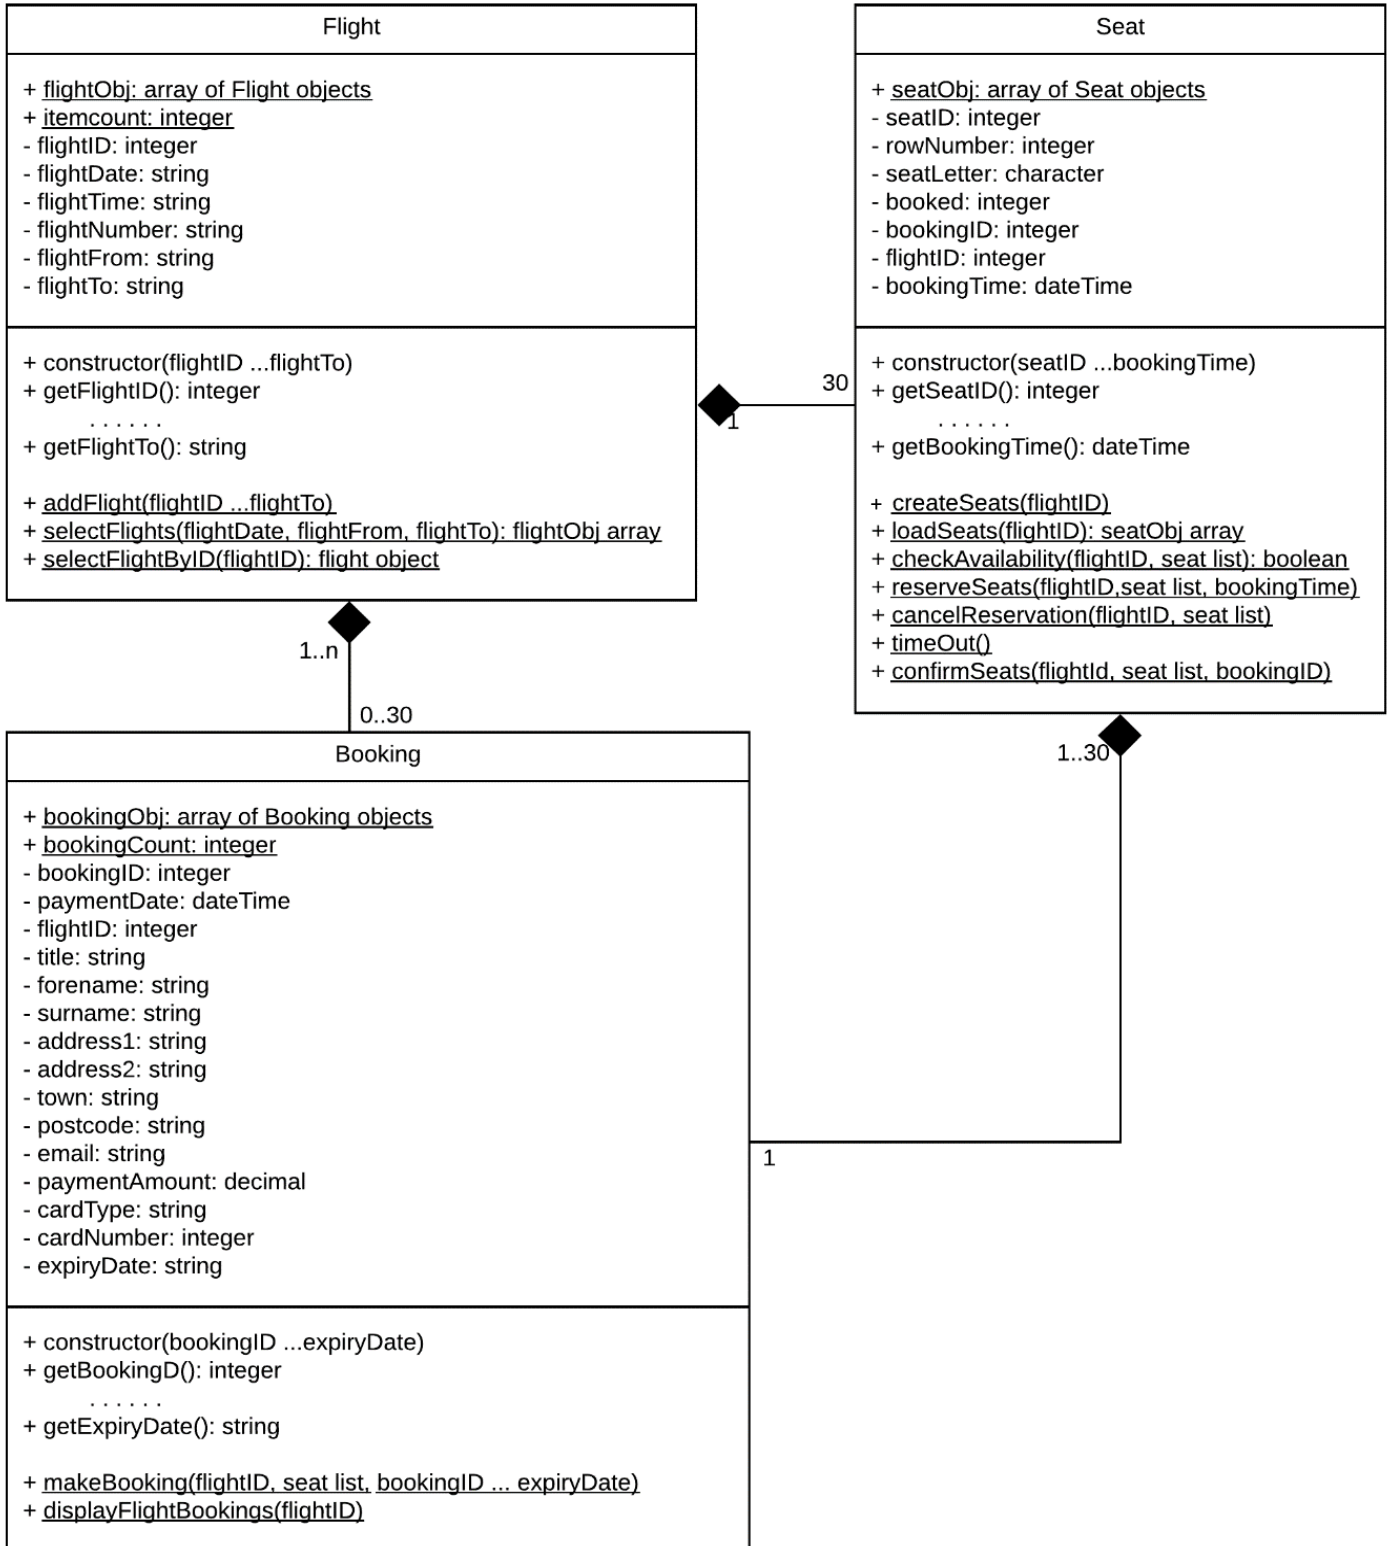 Flight
+ flightObj: array of Flight objects
+ itemcount: integer
- flightID: integer
- flightDate: string
- flightTime: string
- flightNumber: string
- flightFrom: string
- flightTo: string
+ constructor(flightID ...flightTo)
+ getFlightID(): integer
. . . . . .
+ getFlightTo(): string
+ addFlight(flightID ...flightTo)
+ selectFlights(flightDate, flightFrom, flightTo): flightObj array
+ selectFlightByID(flightID): flight object
1
30
Seat
+ seatObj: array of Seat objects
- seatID: integer
- rowNumber: integer
- seatLetter: character
- booked: integer
- bookingID: integer
- flightID: integer
- bookingTime: dateTime
+ constructor(seatID ...bookingTime)
+ getSeatID(): integer
. . . . . .
+ getBookingTime(): dateTime
+ createSeats(flightID)
+ loadSeats(flightID): seatObj array
+ checkAvailability(flightID, seat list): boolean
+ reserveSeats(flightID,seat list, bookingTime)
+ cancelReservation(flightID, seat list)
+ timeOut()
+ confirmSeats(flightId, seat list, bookingID)
1..n
0..30
1..30
1
Booking
+ bookingObj: array of Booking objects
+ bookingCount: integer
- bookingID: integer
- paymentDate: dateTime
- flightID: integer
- title: string
- forename: string
- surname: string
- address1: string
- address2: string
- town: string
- postcode: string
- email: string
- paymentAmount: decimal
- cardType: string
- cardNumber: integer
- expiryDate: string
+ constructor(bookingID ...expiryDate)
+ getBookingD(): integer
. . . . . .
+ getExpiryDate(): string
+ makeBooking(flightID, seat list, bookingID ... expiryDate)
+ displayFlightBookings(flightID)